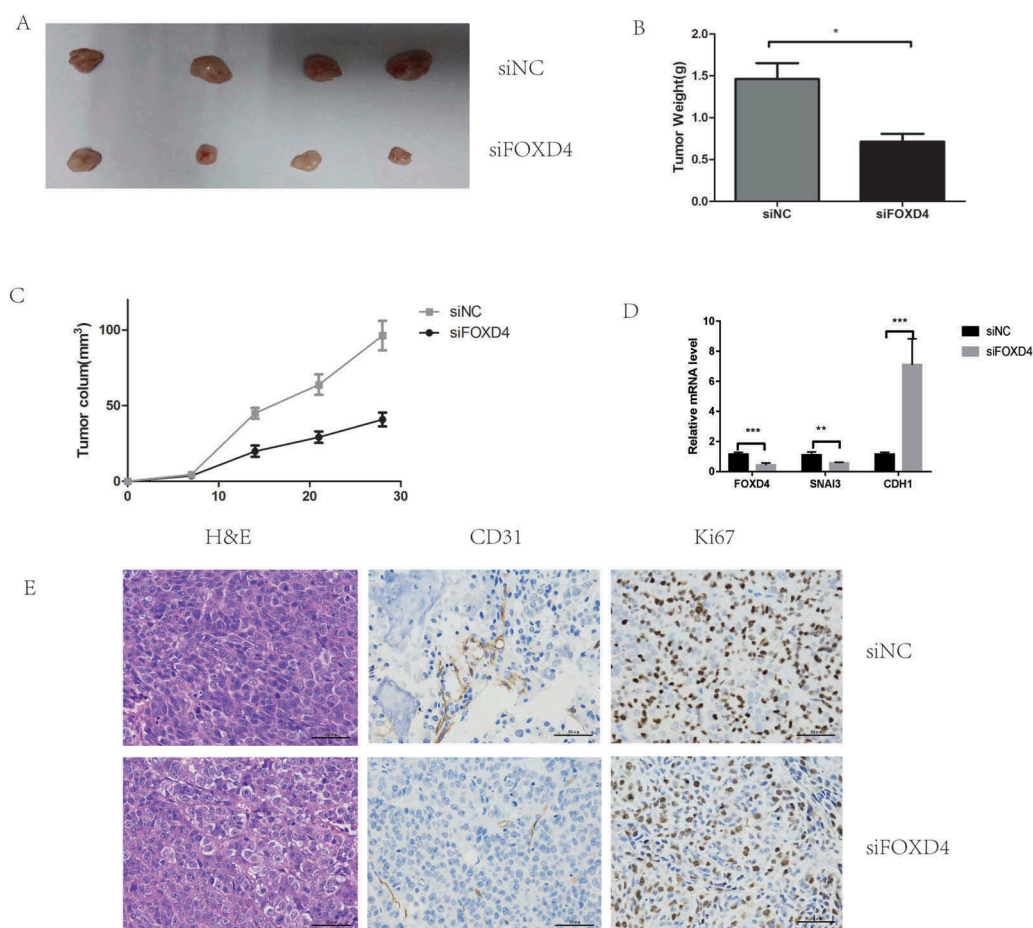 A
siNC
siFOXD4
B
*
Tumor Weight(g)
2.0
1.5
1.0
0.5
0.0
siNC
siFOXD4
C
Tumor colum(mm³)
100
50
0
0
10
20
30
siNC
siFOXD4
D
Relative mRNA level
10
8
6
4
2
0
***
**
***
FOXD4
SNAI3
CDH1
siNC
siFOXD4
H&E
CD31
Ki67
E
siNC
siFOXD4